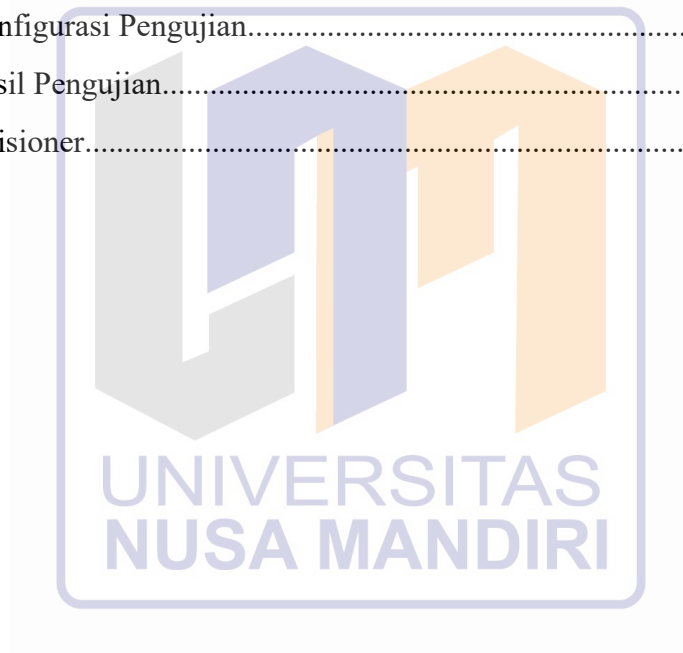 nfigurasi Pengujian..............................................................
sil Pengujian..........................................................................
isioner....................................................................................
UNIVERSITAS
NUSA MANDIRI